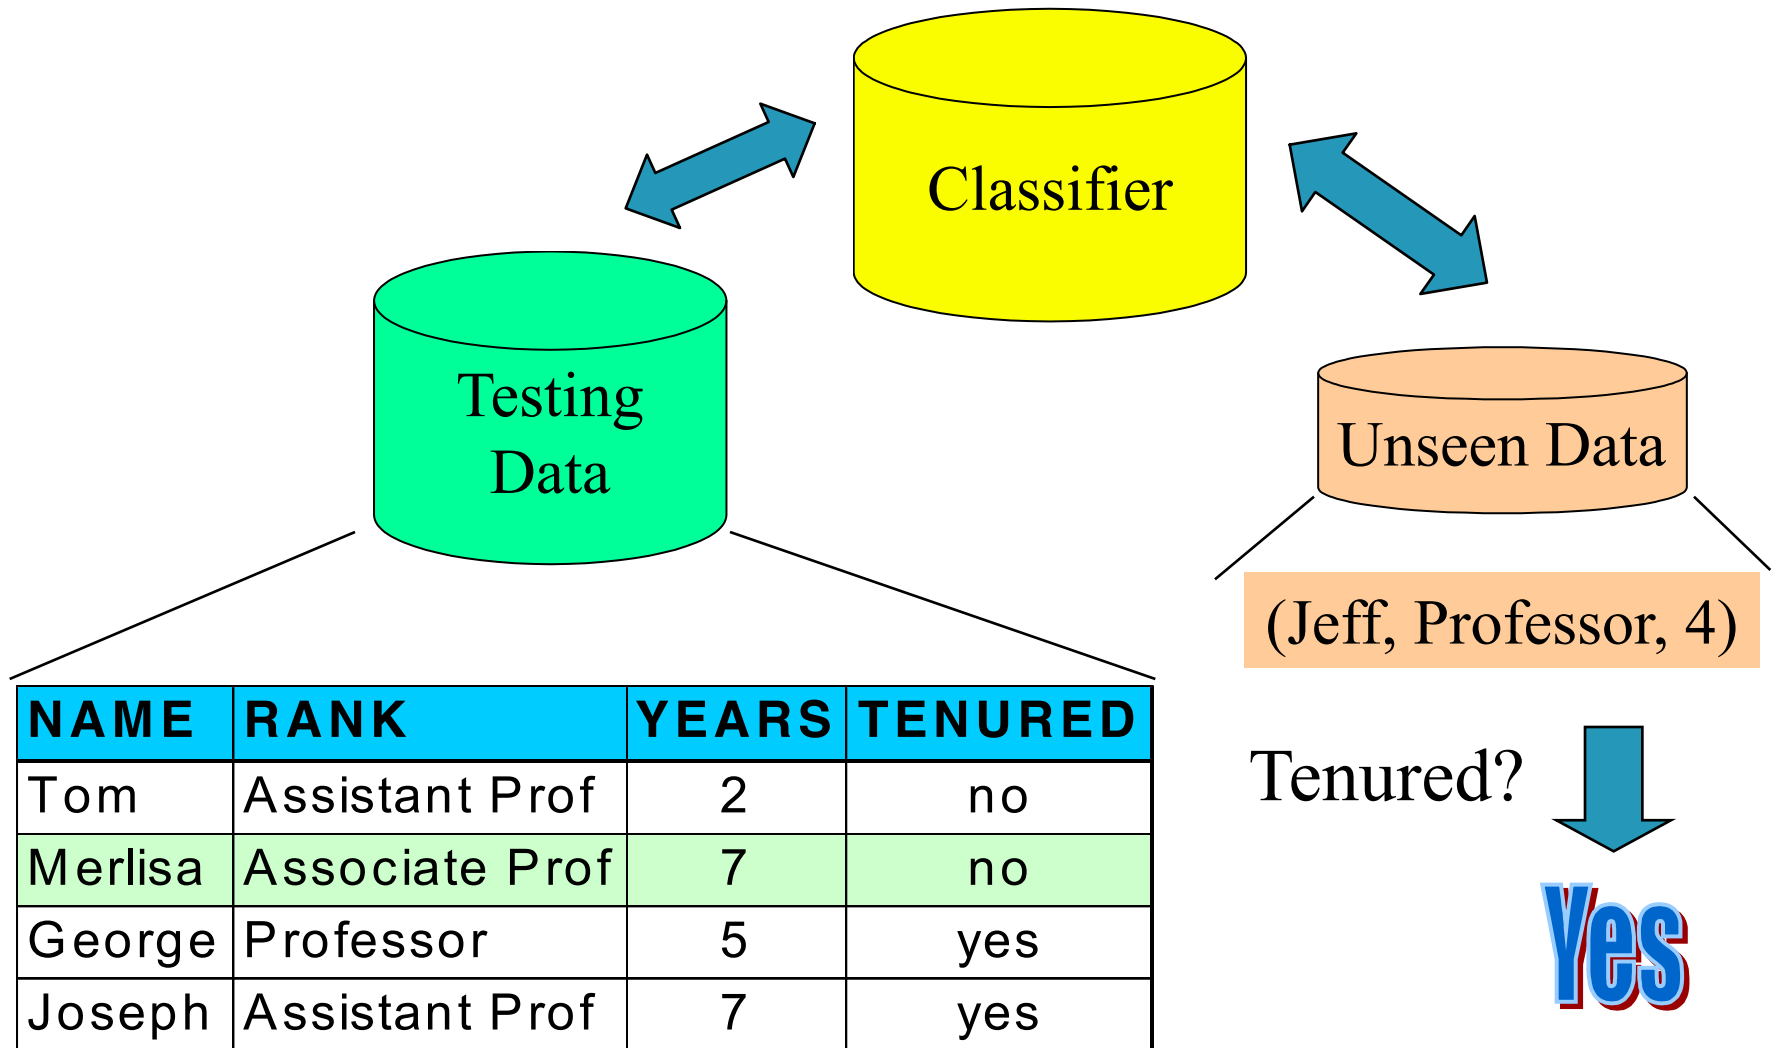 Classifier
Testing
Data
Unseen Data
(Jeff, Professor, 4)
NAME RANK YEARS TENURED
Tom Assistant Prof 2 no
Merlisa Associate Prof 7 no
George Professor 5 yes
Joseph Assistant Prof 7 yes
Tenured?
Yes